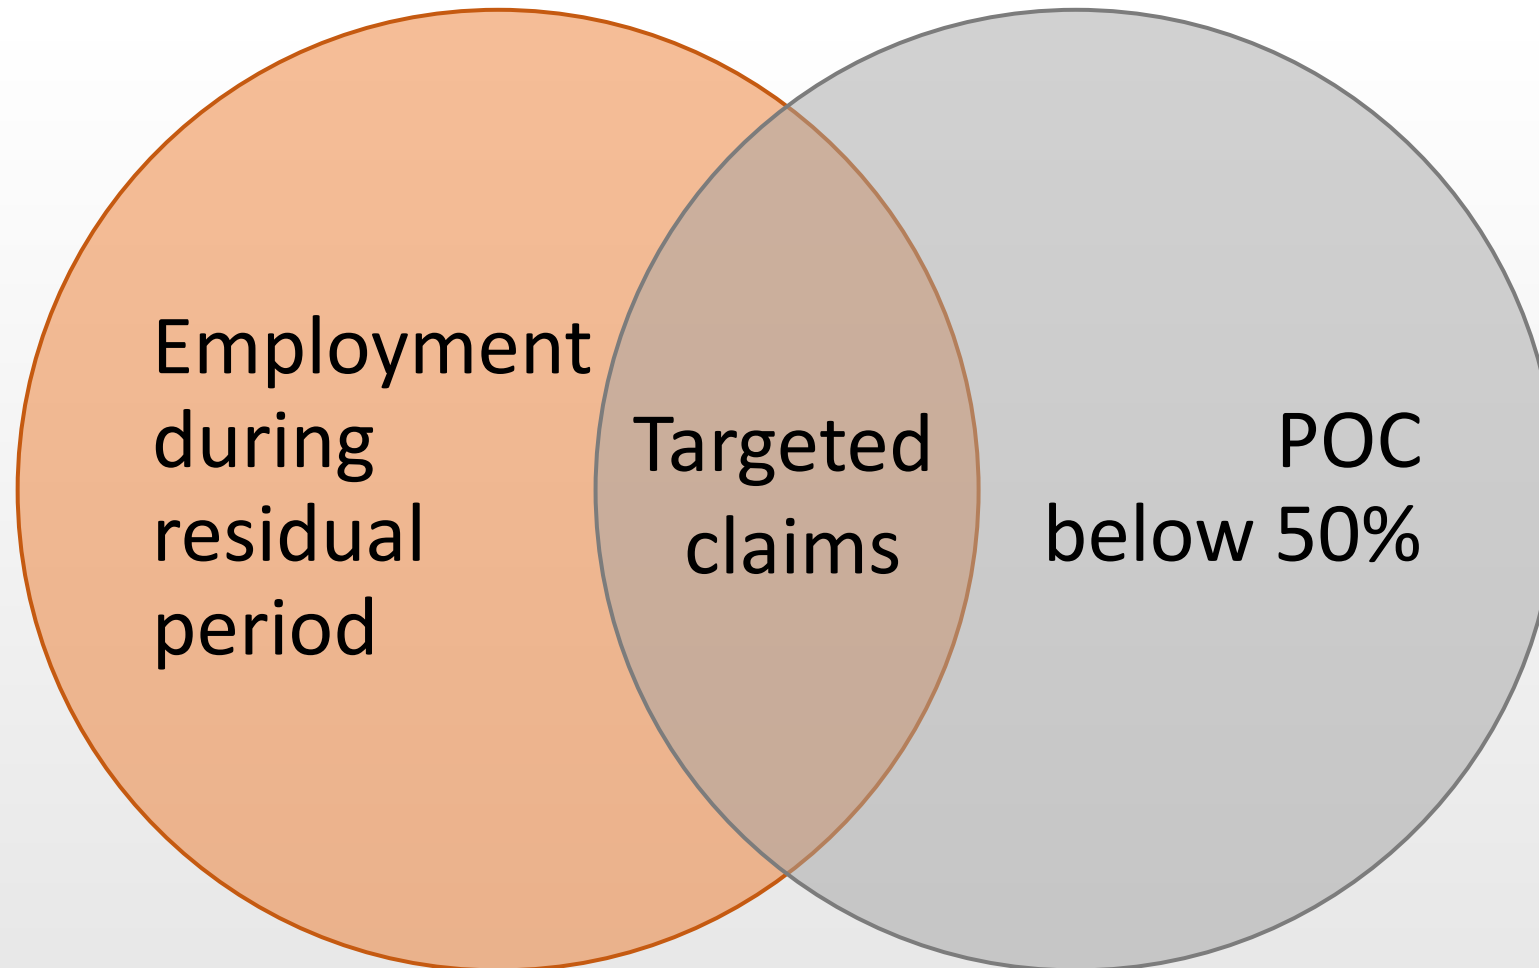 Employment
during
residual
period
Targeted
claims
POC
below 50%